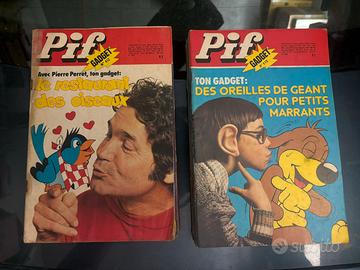 Pif
GADGET
Avec Pierre Perret, ton gadget:
le restaurant
des oiseaux
Pif
GADGET
TON GADGET:
DES OREILLES DE GEANT
POUR PETITS
MARRANTS
subito